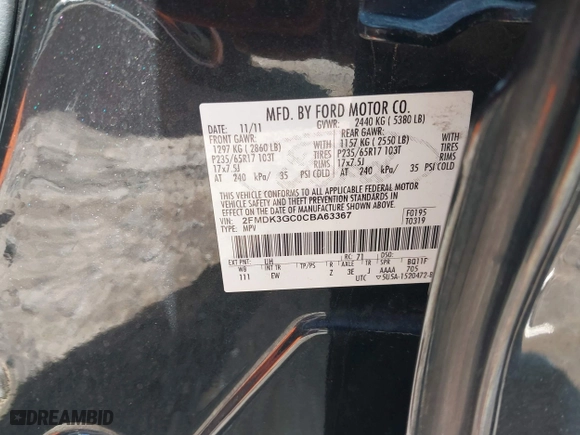 MFD. BY FORD MOTOR CO.
DATE: 11/11 GVWR: 2440 KG ( 5380 LB)
FRONT GAWR: REAR GAWR:
1297 KG ( 2860 LB) WITH 1157 KG ( 2550 LB) WITH
P235/65R17 103T TIRES P235/65R17 103T TIRES
17x7.5J RIMS 17x7.5J RIMS
AT 240 kPa/ 35 PSI COLD AT 240 kPa/ 35 PSI COLD
THIS VEHICLE CONFORMS TO ALL APPLICABLE FEDERAL MOTOR
VEHICLE SAFETY AND THEFT PREVENTION STANDARDS IN
EFFECT ON THE DATE OF MANUFACTURE SHOWN ABOVE.
VIN: 2FMDK3GC0CBA63367 F0195
TYPE: MPV T0319
EXT PNT: UH RC: 71 DSO:
WB INT TR TP/PS R AXLE TR SPR BQ11F
111 EW Z 3E J AAAA 705
UTC ▽5USA-1520472-B
DREAMBID